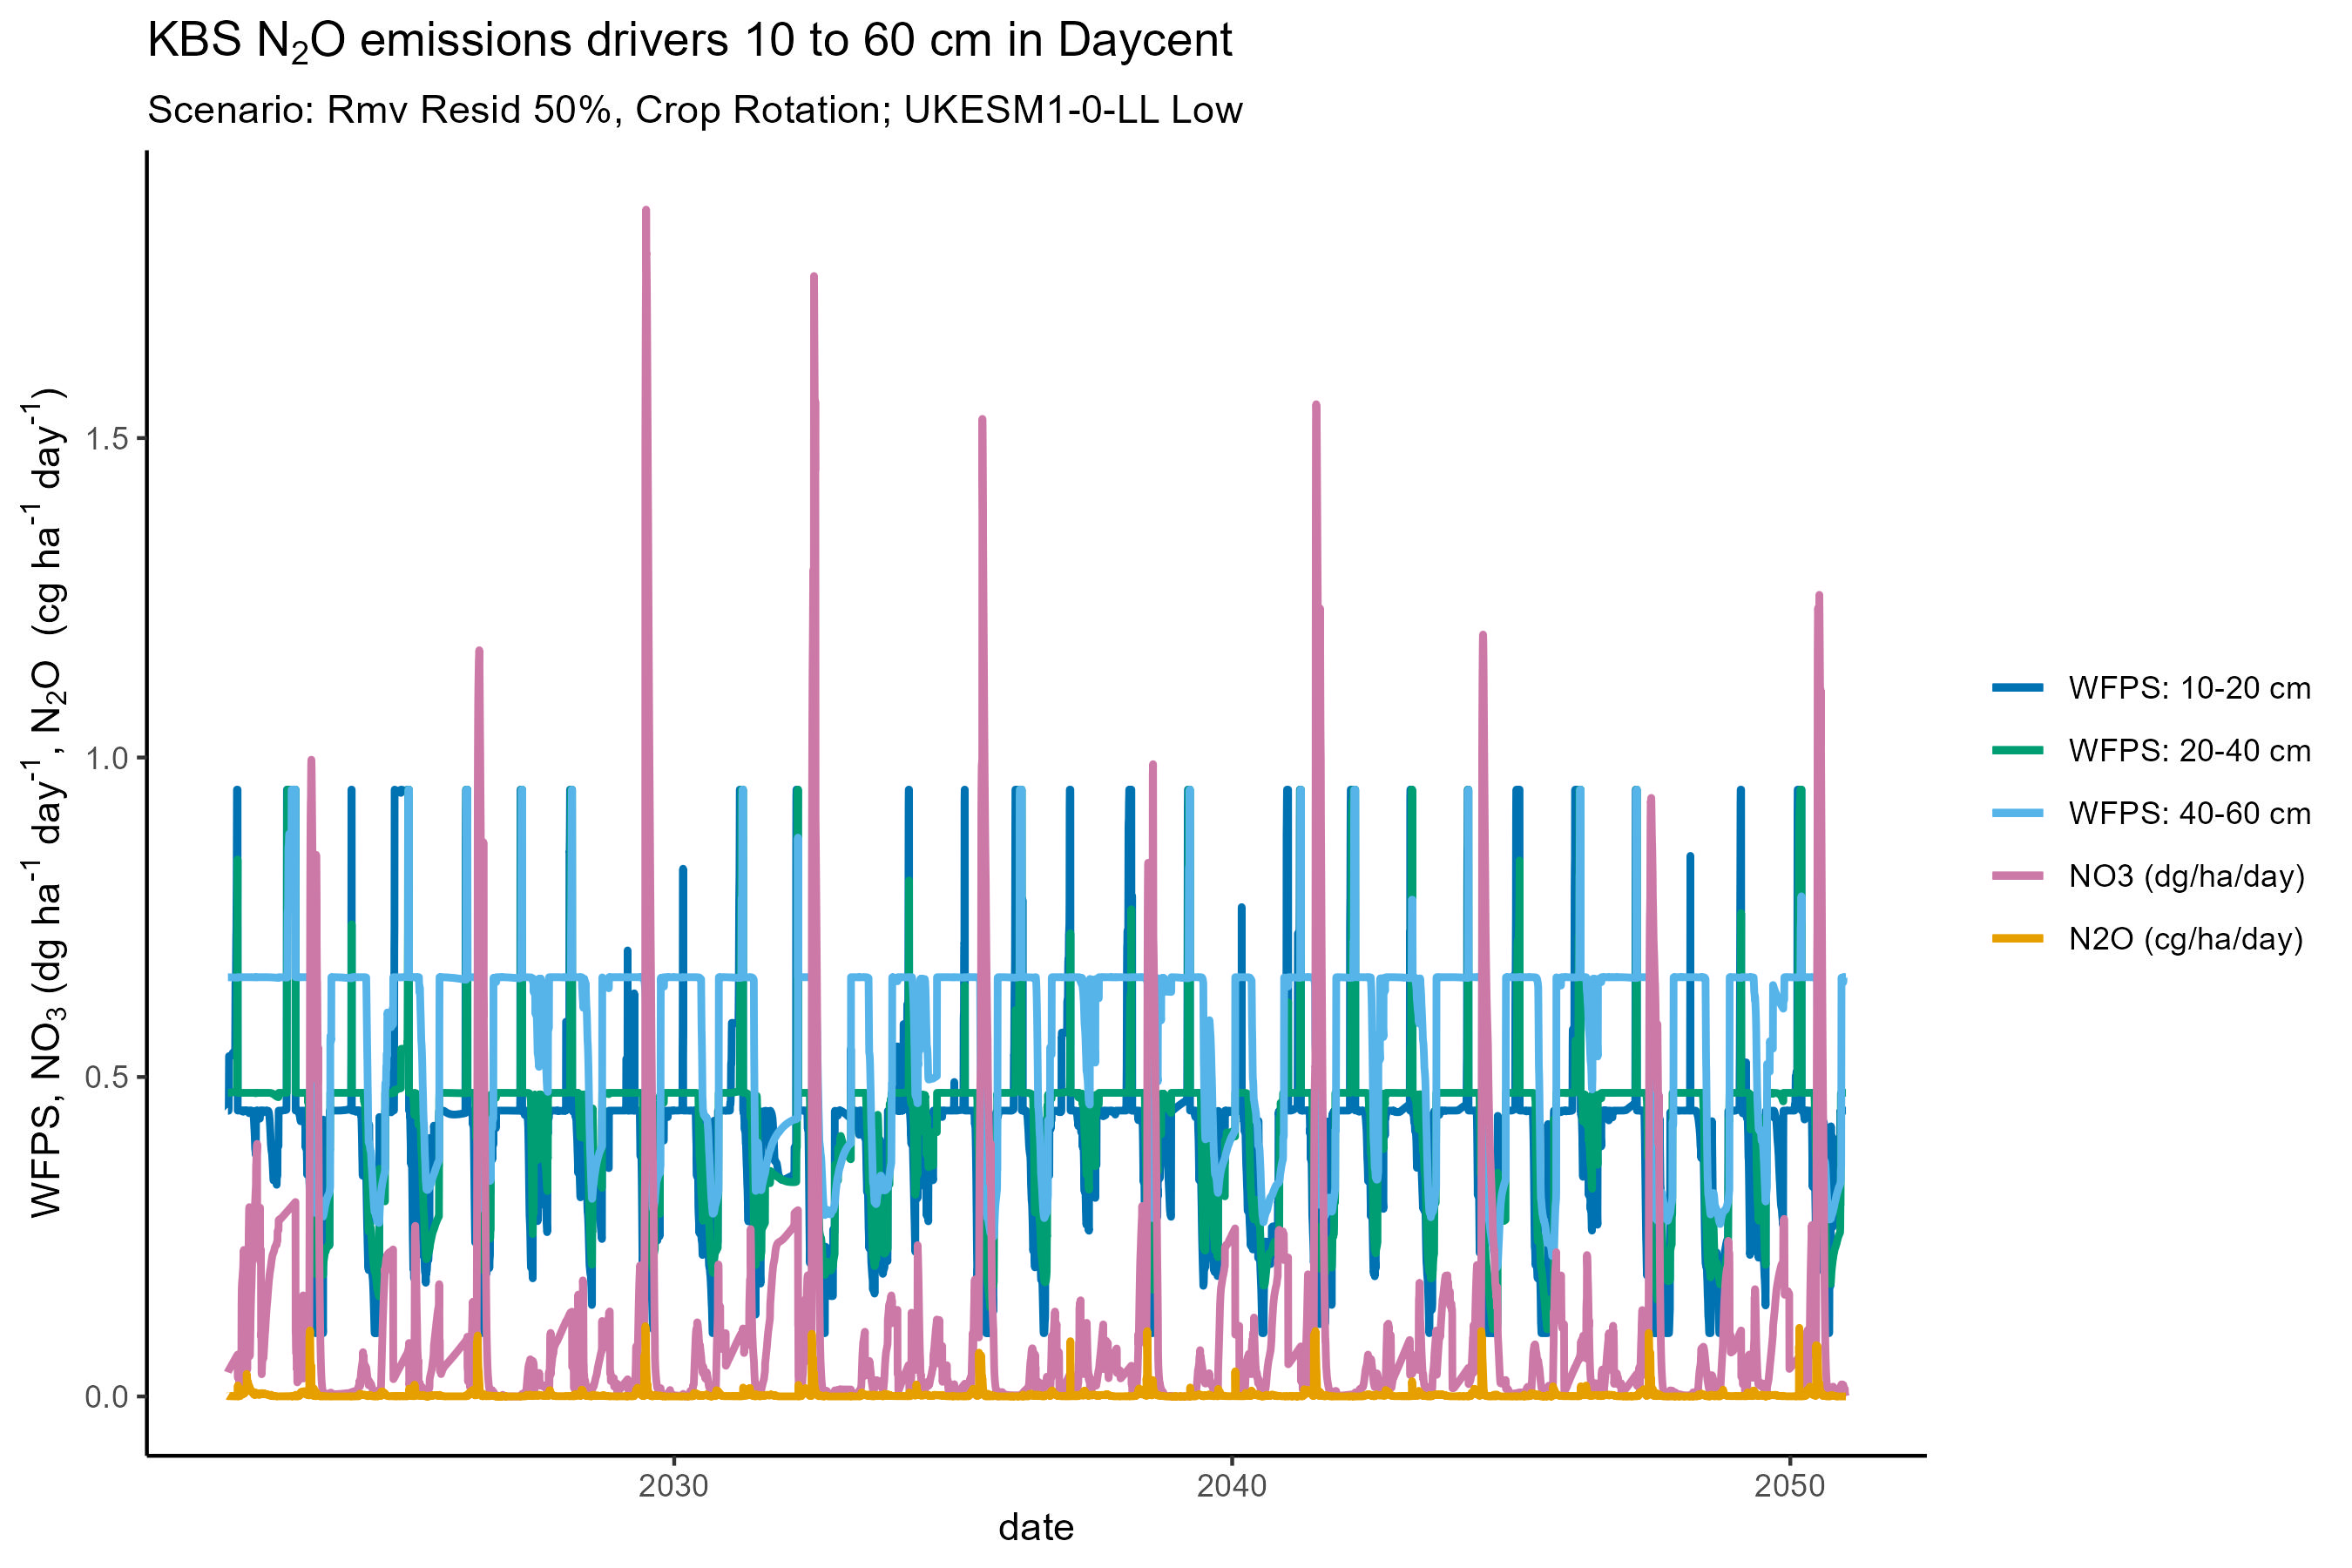 KBS N₂O emissions drivers 10 to 60 cm in Daycent
Scenario: Rmv Resid 50%, Crop Rotation; UKESM1-0-LL Low
WFPS, NO₃ (dg ha⁻¹ day⁻¹, N₂O (cg ha⁻¹ day⁻¹)
1.5
1.0
0.5
0.0
2030 2040 2050
date
WFPS: 10-20 cm
WFPS: 20-40 cm
WFPS: 40-60 cm
NO3 (dg/ha/day)
N2O (cg/ha/day)